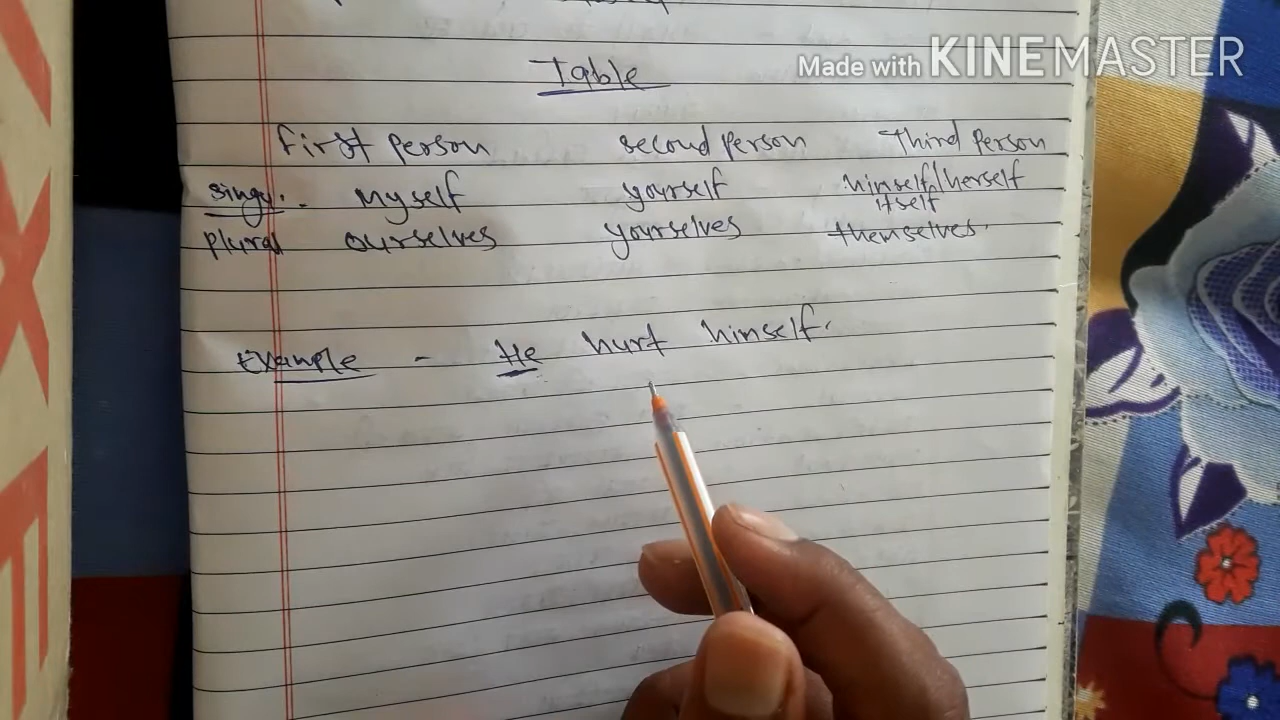 Made with KINEMASTER
Table
first person second person Third person
singu. - Myself yourself himself/herself
itself
plural ourselves yourselves themselves.
Example - He hurt himself.